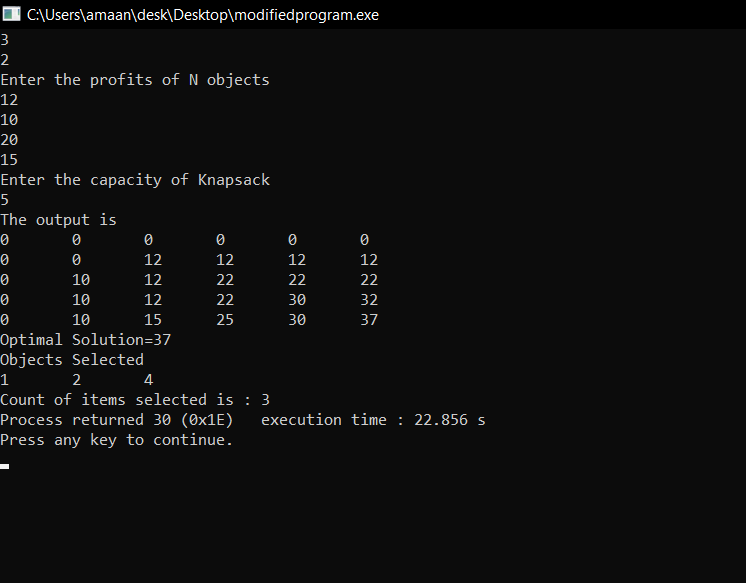 C:\Users\amaan\desk\Desktop\modifiedprogram.exe
3
2
Enter the profits of N objects
12
10
20
15
Enter the capacity of Knapsack
5
The output is
0	0	0	0	0	0
0	0	12	12	12	12
0	10	12	22	22	22
0	10	12	22	30	32
0	10	15	25	30	37
Optimal Solution=37
Objects Selected
1	2	4
Count of items selected is : 3
Process returned 30 (0x1E)   execution time : 22.856 s
Press any key to continue.